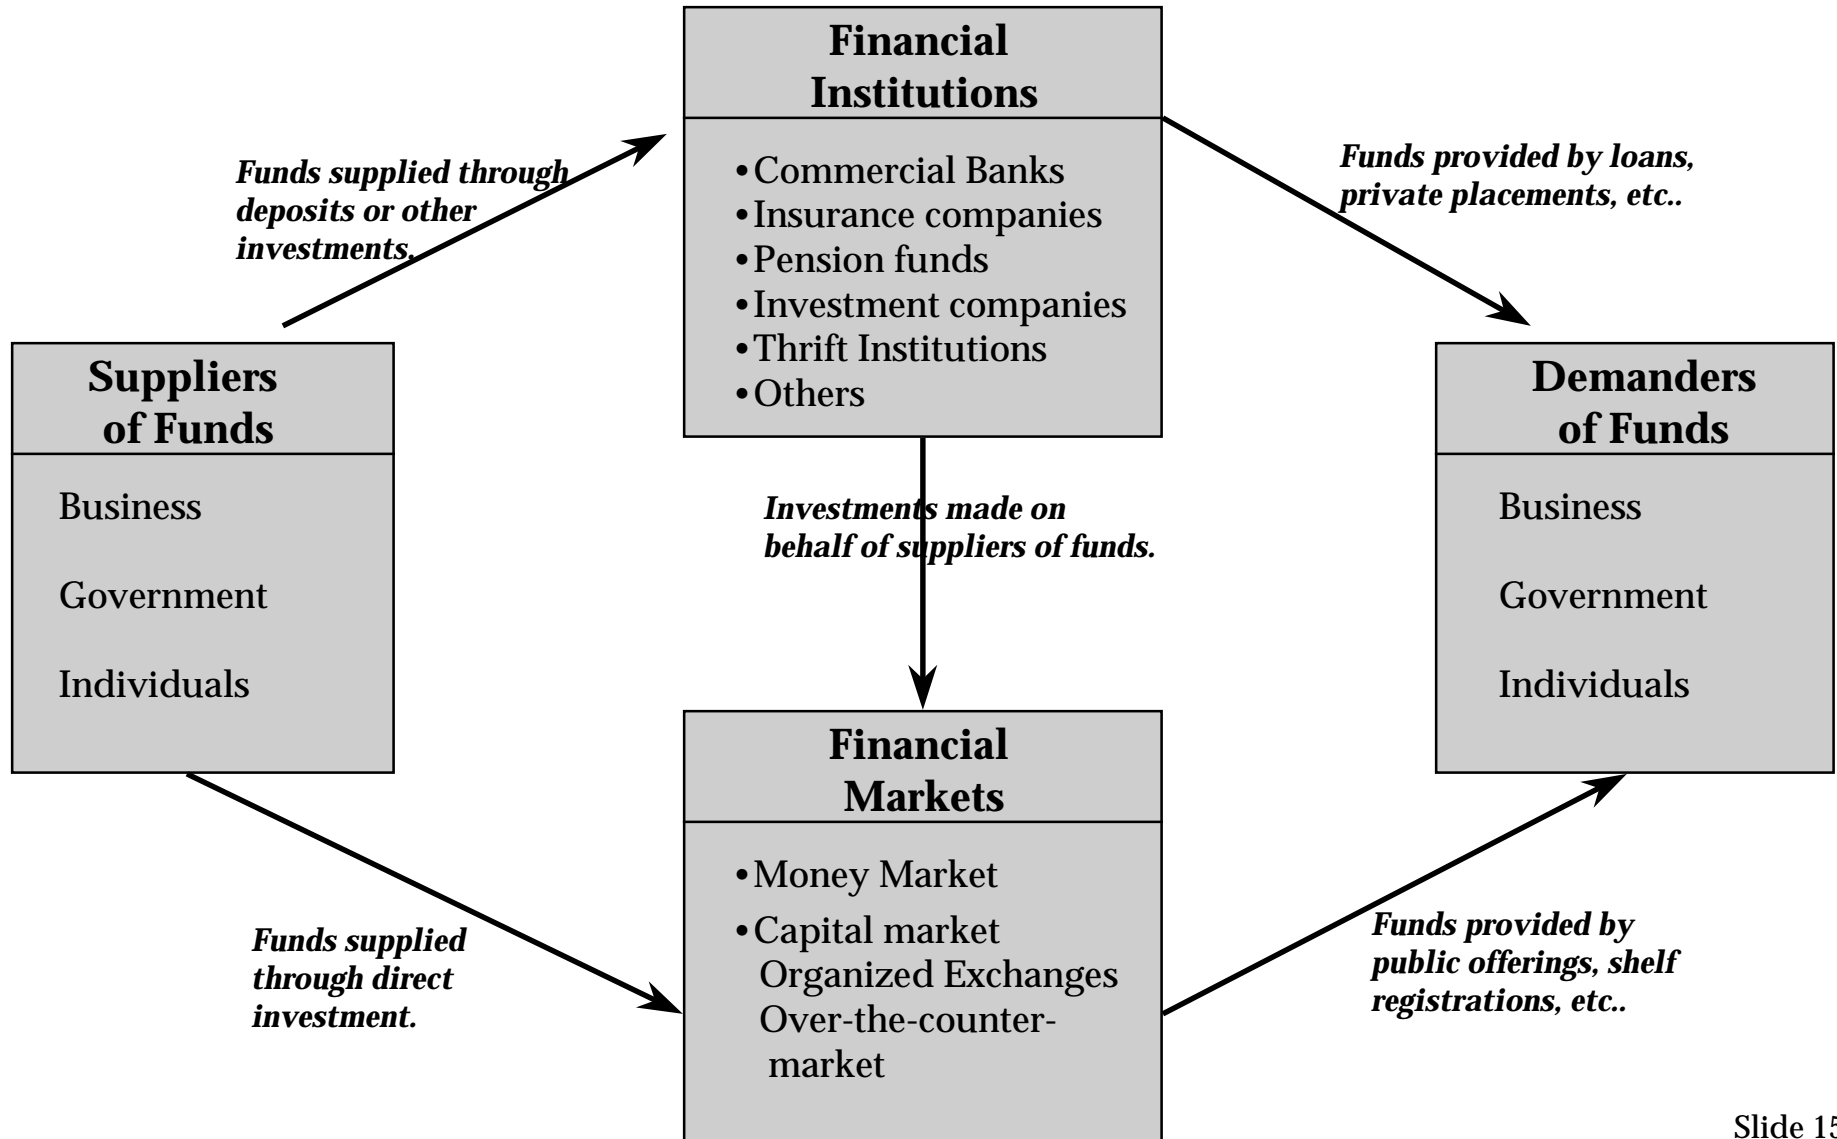 Financial
Institutions
•Commercial Banks
•Insurance companies
•Pension funds
•Investment companies
•Thrift Institutions
•Others
Funds supplied through
deposits or other
investments.
Funds provided by loans,
private placements, etc..
Suppliers
of Funds
Business
Government
Individuals
Investments made on
behalf of suppliers of funds.
Demanders
of Funds
Business
Government
Individuals
Financial
Markets
•Money Market
•Capital market
Organized Exchanges
Over-the-counter-
market
Funds supplied
through direct
investment.
Funds provided by
public offerings, shelf
registrations, etc..
Slide 15